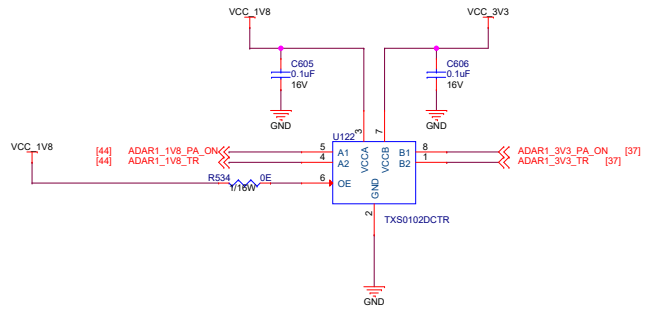 VCC_1V8
VCC_3V3
C605
0.1uF
16V
C606
0.1uF
16V
GND
GND
U122
VCC_1V8
3
7
VCCA
VCCB
[44] ADAR1_1V8_PA_ON
5
A1
B1
8
ADAR1_3V3_PA_ON [37]
[44] ADAR1_1V8_TR
4
A2
B2
1
ADAR1_3V3_TR [37]
R534
0E
1/16W
6
OE
GND
2
TXS0102DCTR
GND